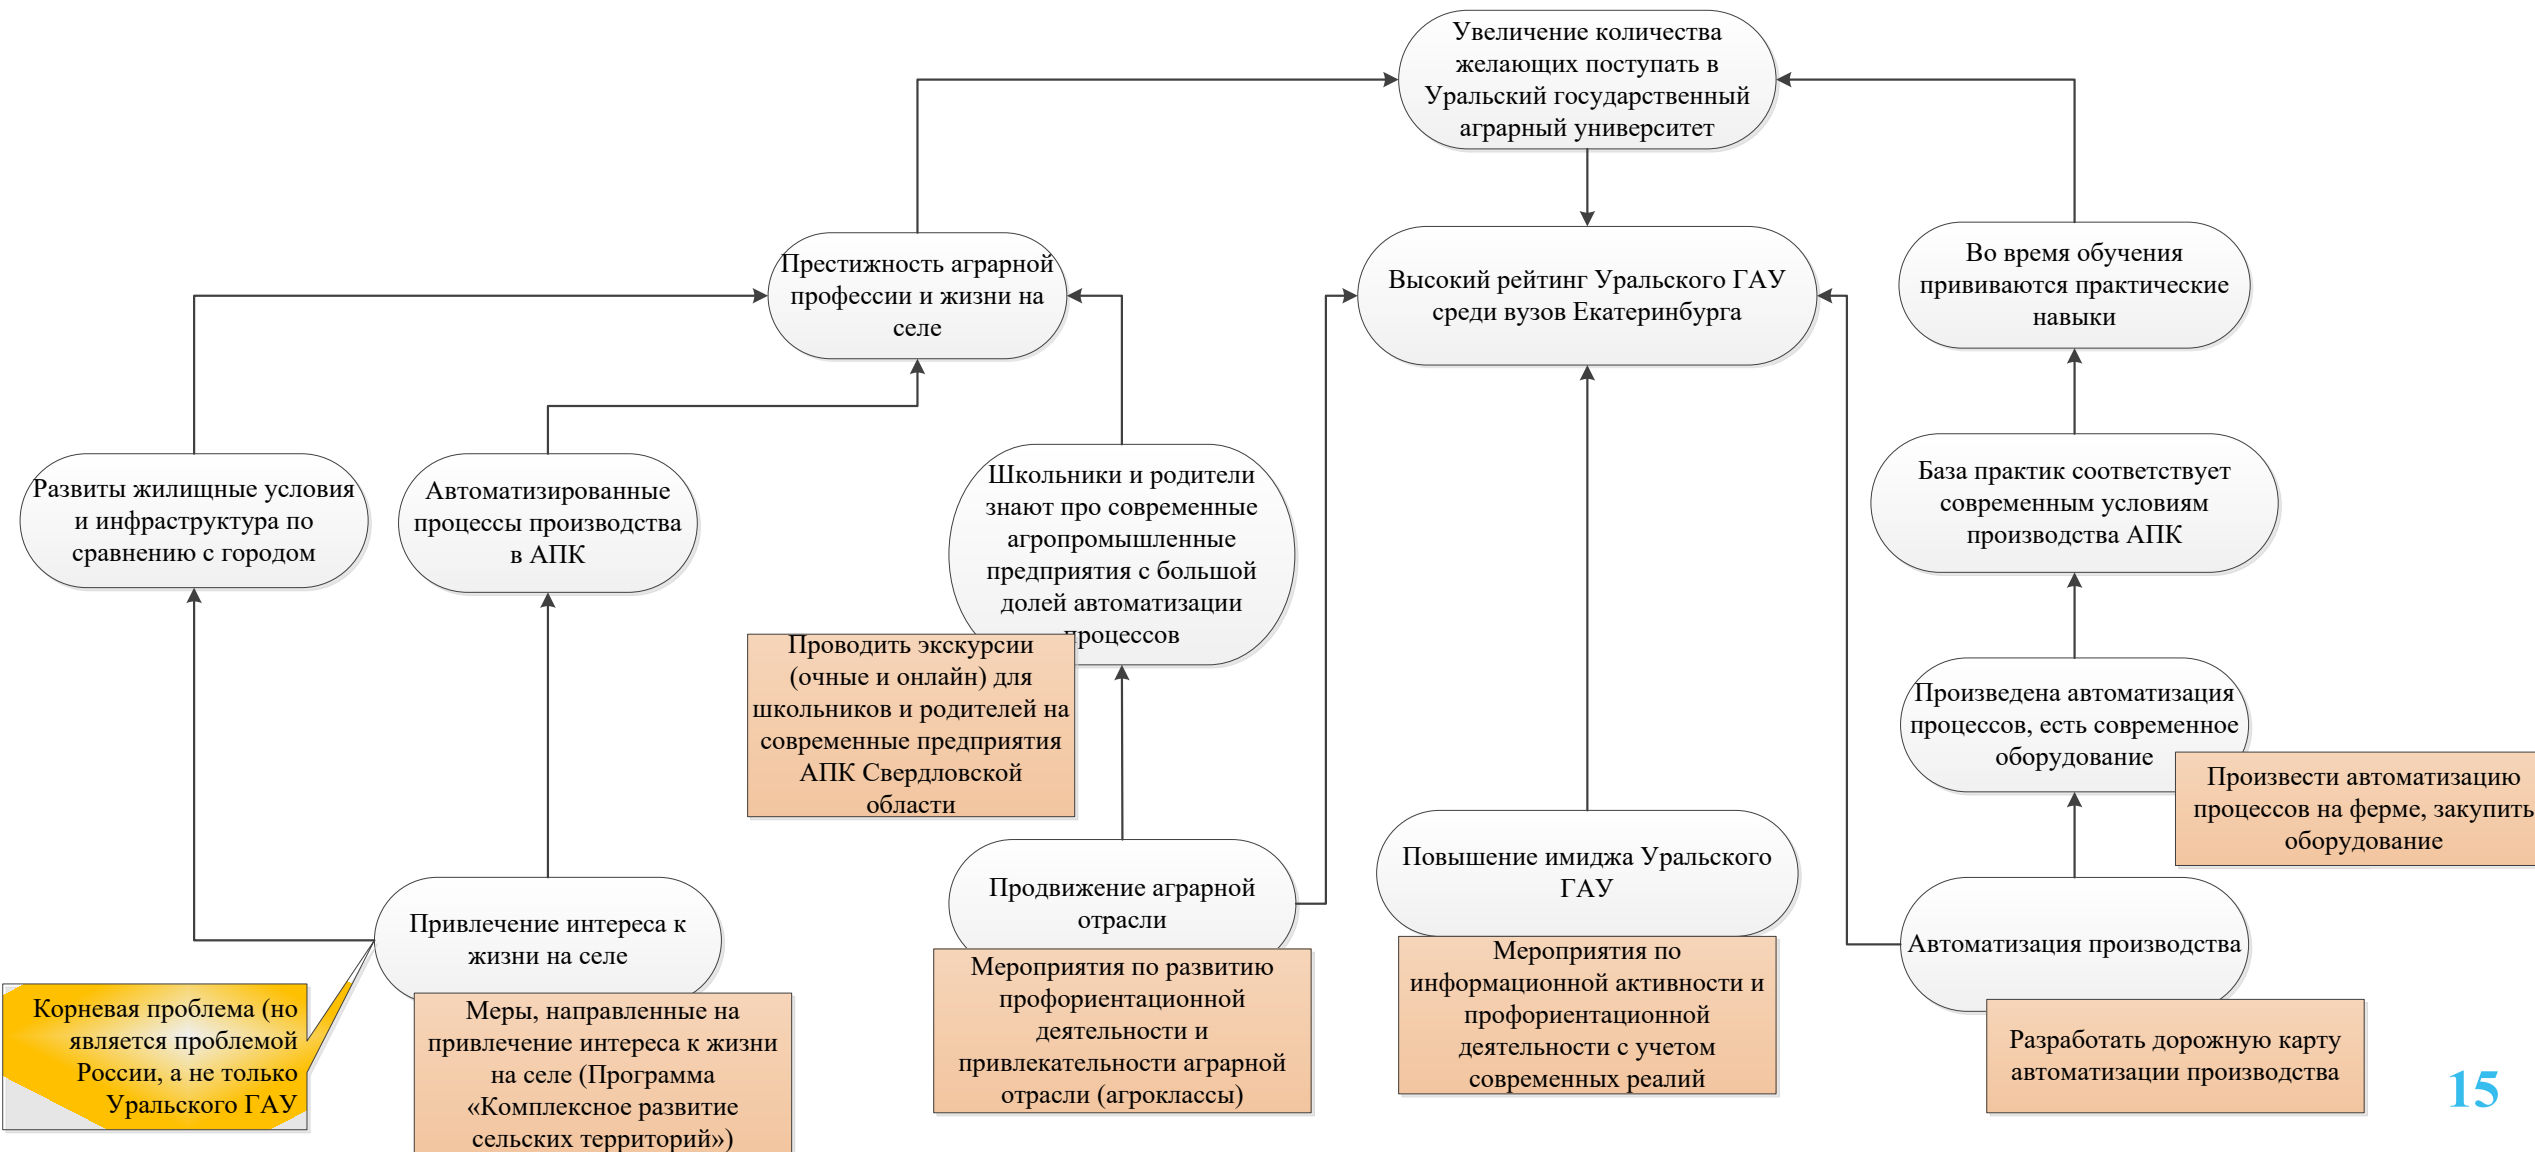 Увеличение количества
желающих поступать в
Уральский государственный
аграрный университет
Престижность аграрной
профессии и жизни на
селе
Высокий рейтинг Уральского ГАУ
среди вузов Екатеринбурга
Во время обучения
прививаются практические
навыки
Развиты жилищные условия
и инфраструктура по
сравнению с городом
Автоматизированные
процессы производства
в АПК
Школьники и родители
знают про современные
агропромышленные
предприятия с большой
долей автоматизации
процессов
База практик соответствует
современным условиям
производства АПК
Проводить экскурсии
(очные и онлайн) для
школьников и родителей на
современные предприятия
АПК Свердловской
области
Произведена автоматизация
процессов, есть современное
оборудование
Произвести автоматизацию
процессов на ферме, закупить
оборудование
Привлечение интереса к
жизни на селе
Продвижение аграрной
отрасли
Повышение имиджа Уральского
ГАУ
Автоматизация производства
Корневая проблема (но
является проблемой
России, а не только
Уральского ГАУ
Меры, направленные на
привлечение интереса к жизни
на селе (Программа
«Комплексное развитие
сельских территорий»)
Мероприятия по развитию
профориентационной
деятельности и
привлекательности аграрной
отрасли (агроклассы)
Мероприятия по
информационной активности и
профориентационной
деятельности с учетом
современных реалий
Разработать дорожную карту
автоматизации производства
15